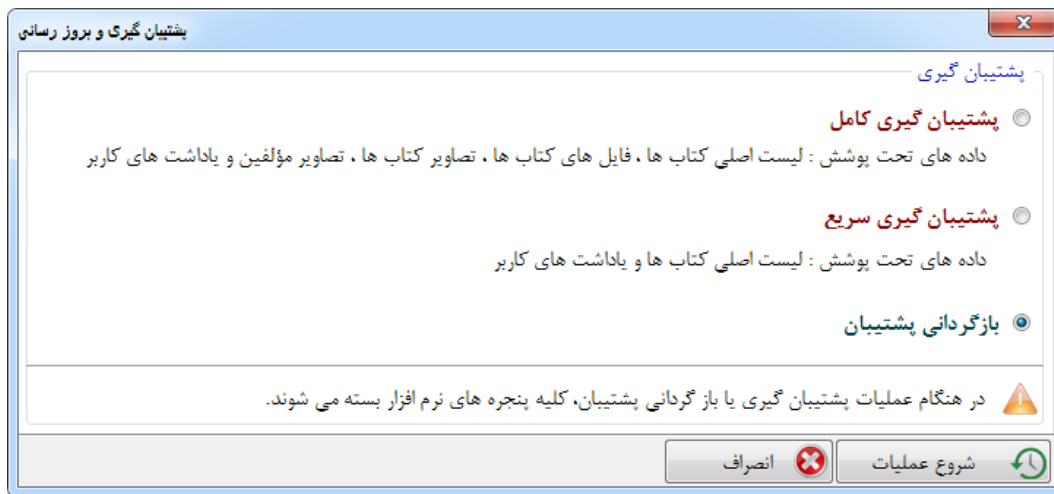 پشتیبان گیری و بروز رسانی
پشتیبان گیری
پشتیبان گیری کامل
داده های تحت پوشش : لیست اصلی کتاب ها ، فایل های کتاب ها ، تصاویر کتاب ها ، تصاویر مؤلفین و یاداشت های کاربر
پشتیبان گیری سریع
داده های تحت پوشش : لیست اصلی کتاب ها و یاداشت های کاربر
بازگردانی پشتیبان
در هنگام عملیات پشتیبان گیری یا باز گردانی پشتیبان، کلیه پنجره های نرم افزار بسته می شوند.
شروع عملیات
انصراف